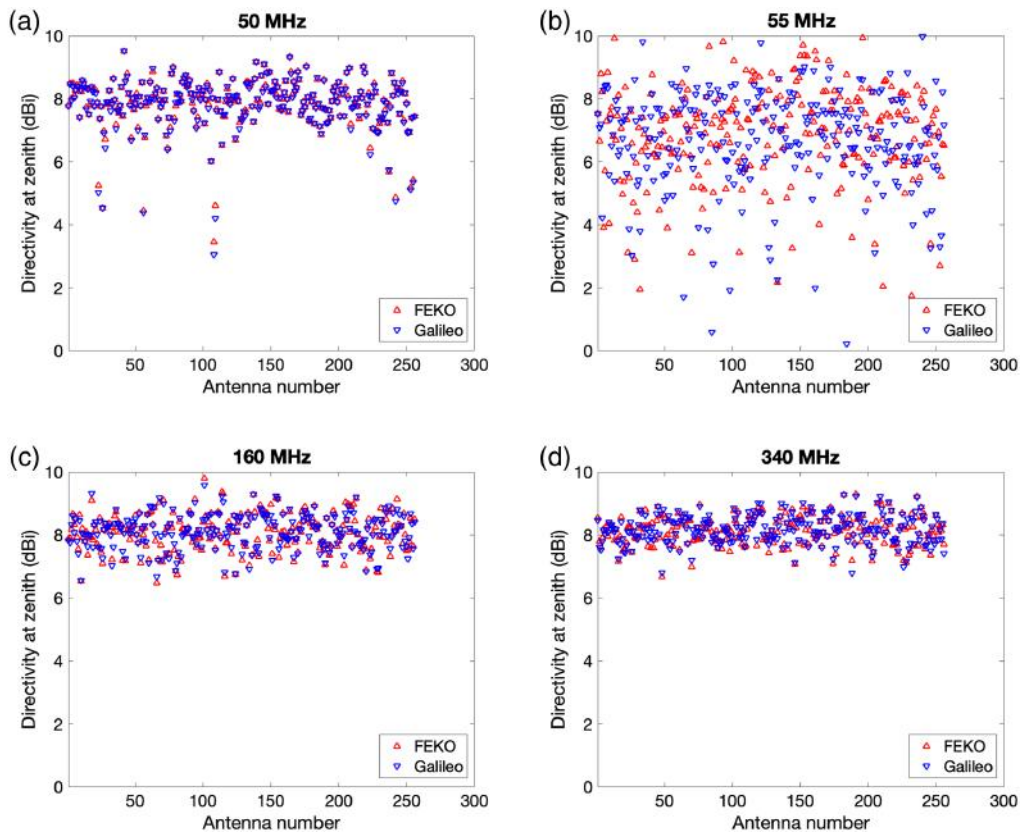 (a)
50 MHz
10
8
6
4
2
0
Directivity at zenith (dBi)
FEKO
Galileo
50 100 150 200 250 300
Antenna number
(b)
55 MHz
10
8
6
4
2
0
Directivity at zenith (dBi)
FEKO
Galileo
50 100 150 200 250 300
Antenna number
(c)
160 MHz
10
8
6
4
2
0
Directivity at zenith (dBi)
FEKO
Galileo
50 100 150 200 250 300
Antenna number
(d)
340 MHz
10
8
6
4
2
0
Directivity at zenith (dBi)
FEKO
Galileo
50 100 150 200 250 300
Antenna number